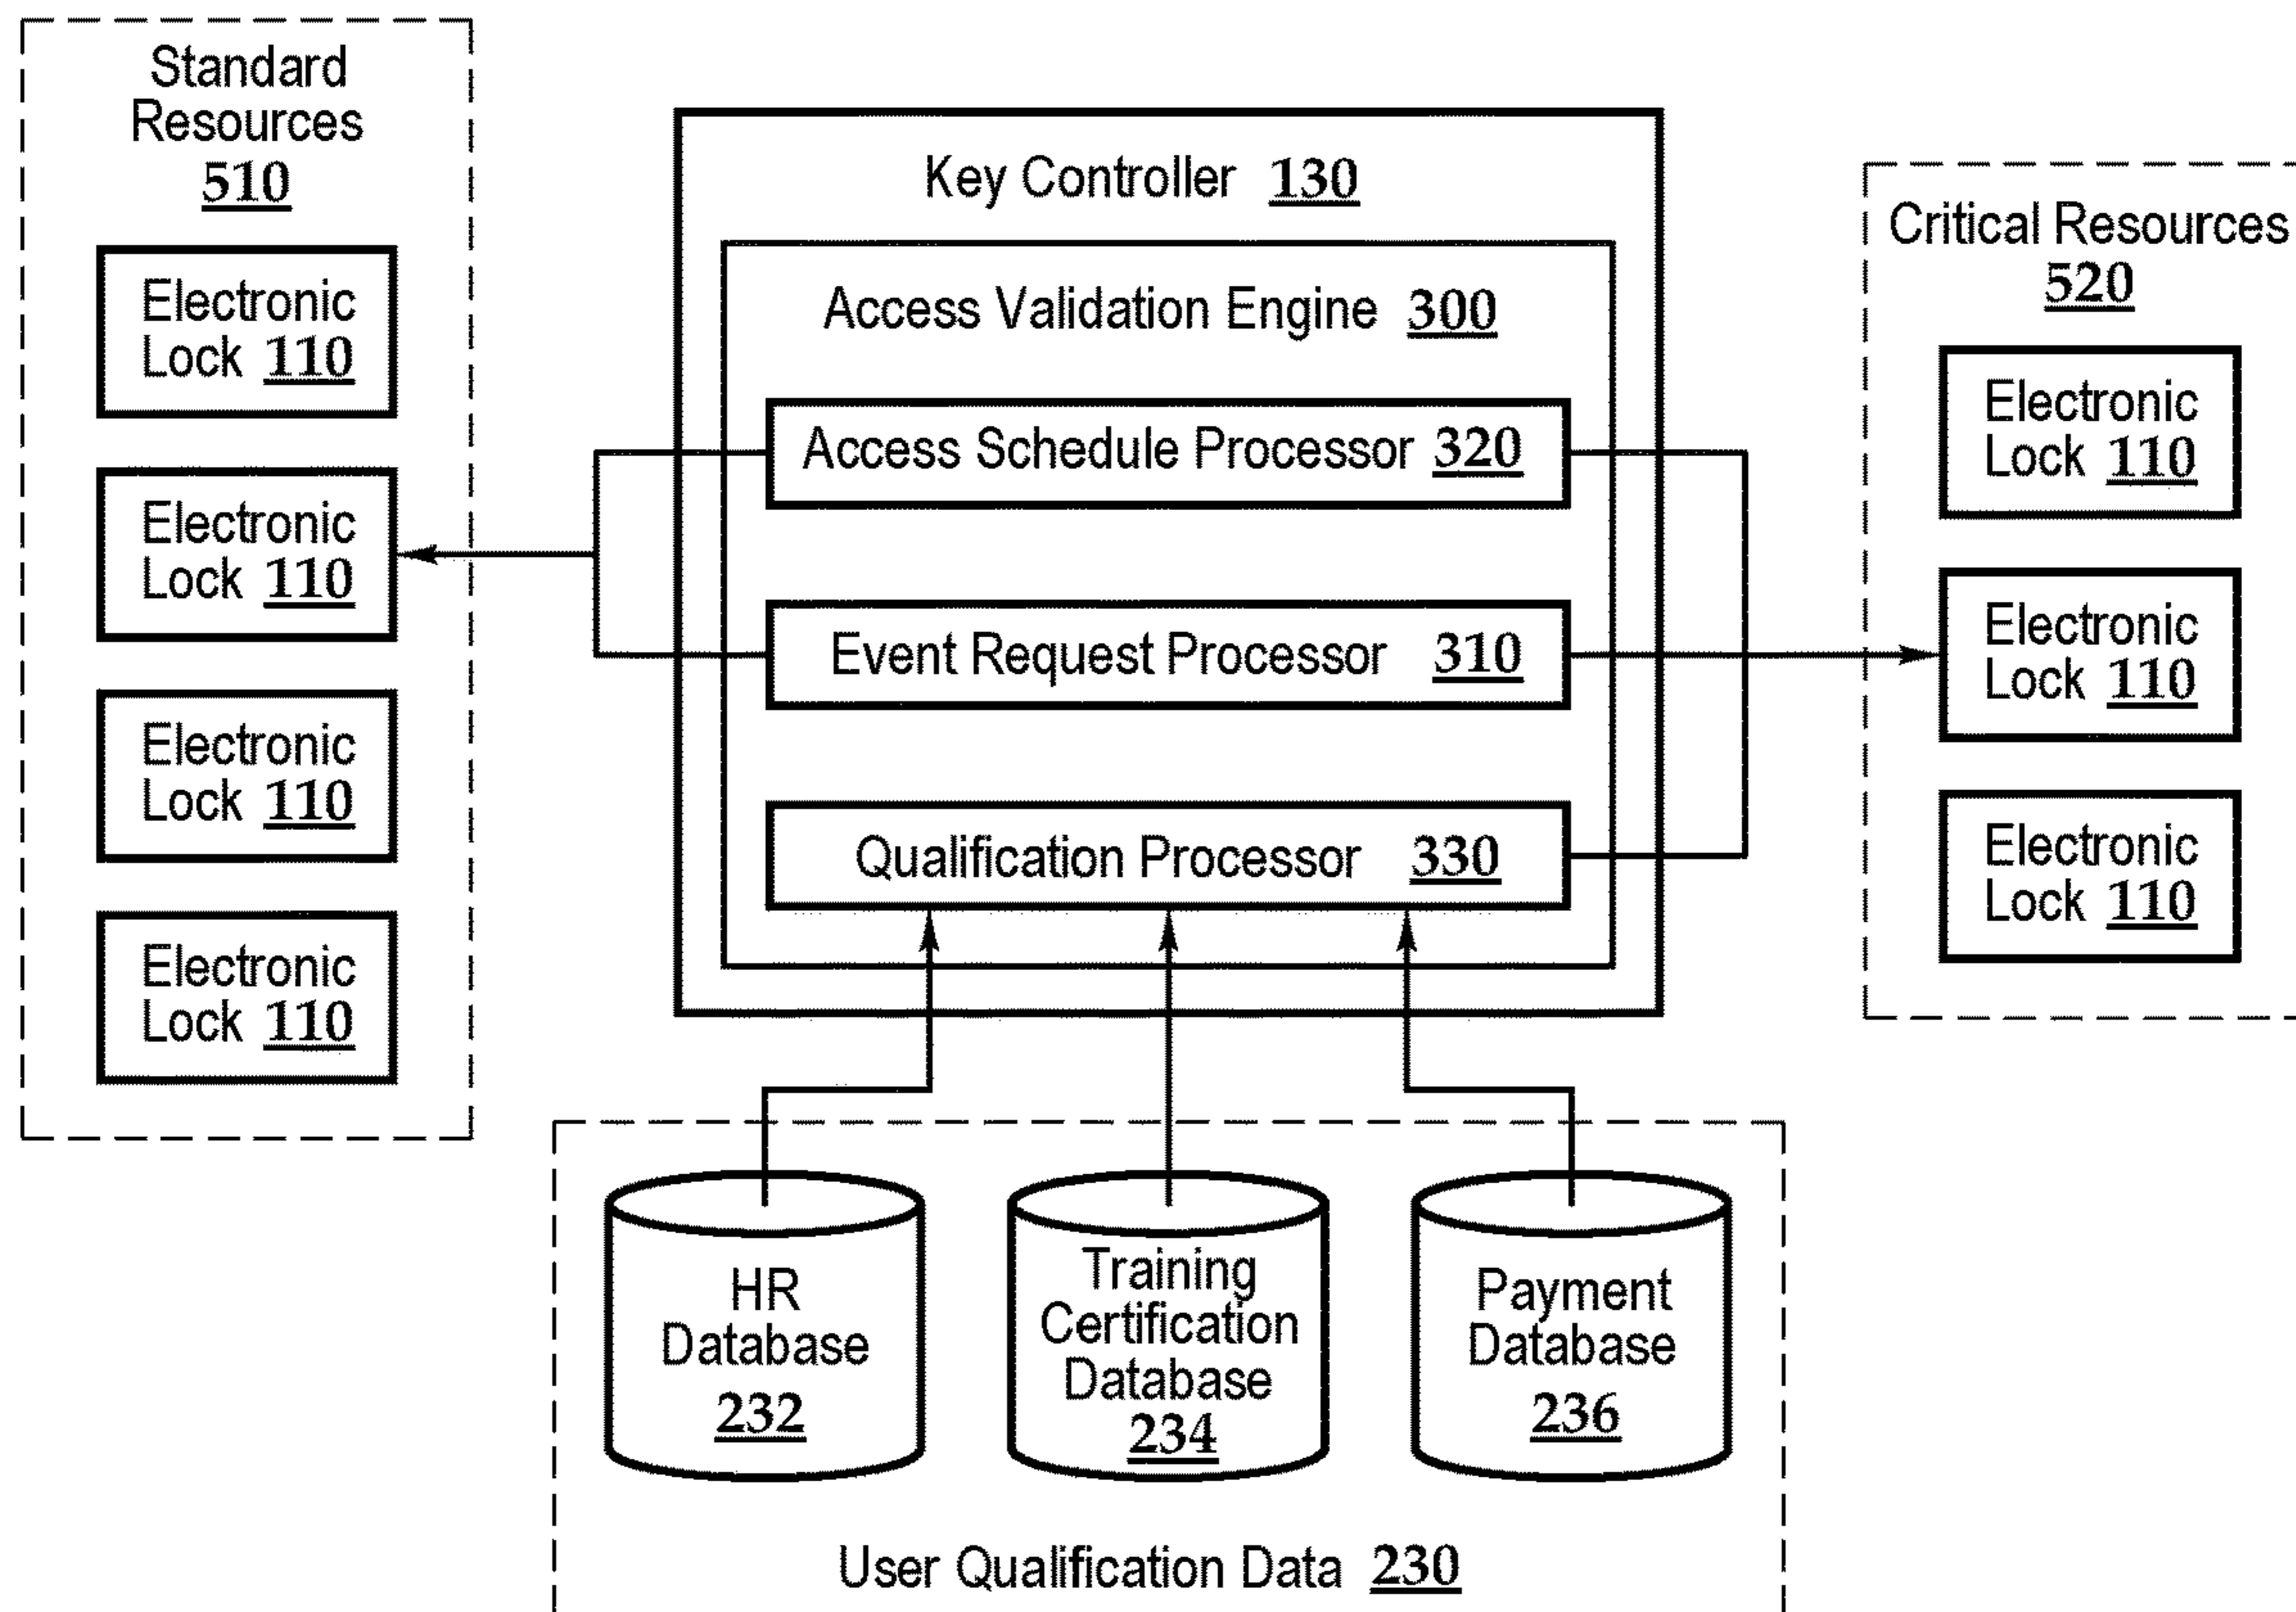 Standard
Resources
510
Electronic
Lock 110
Electronic
Lock 110
Electronic
Lock 110
Electronic
Lock 110
Key Controller 130
Access Validation Engine 300
Access Schedule Processor 320
Event Request Processor 310
Qualification Processor 330
Critical Resources
520
Electronic
Lock 110
Electronic
Lock 110
Electronic
Lock 110
HR
Database
232
Training
Certification
Database
234
Payment
Database
236
User Qualification Data 230